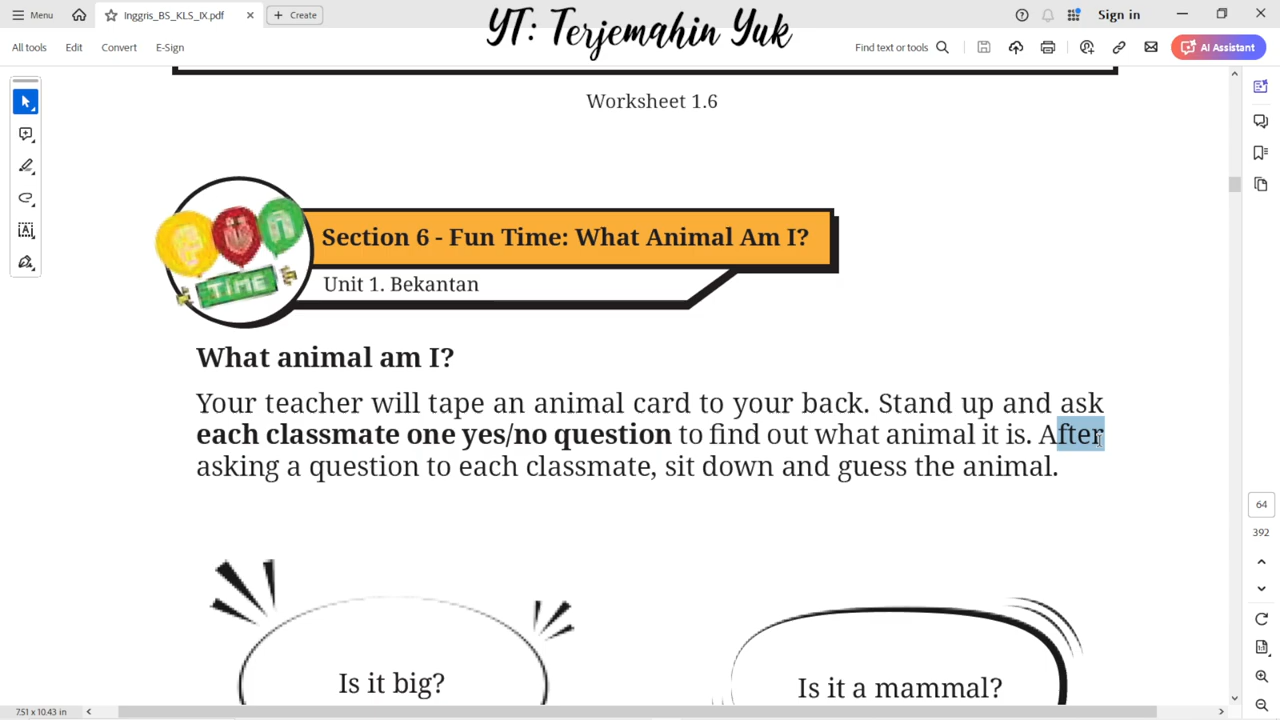 Menu
Inggris_BS_KLS_IX.pdf
Create
YT: Terjemahin Yuk
Sign in
All tools
Edit
Convert
E-Sign
Find text or tools
AI Assistant
Worksheet 1.6
FUN
TIME
Section 6 - Fun Time: What Animal Am I?
Unit 1. Bekantan
What animal am I?
Your teacher will tape an animal card to your back. Stand up and ask
each classmate one yes/no question to find out what animal it is. After
asking a question to each classmate, sit down and guess the animal.
Is it big?
Is it a mammal?
64
392
7.51 x 10.43 in